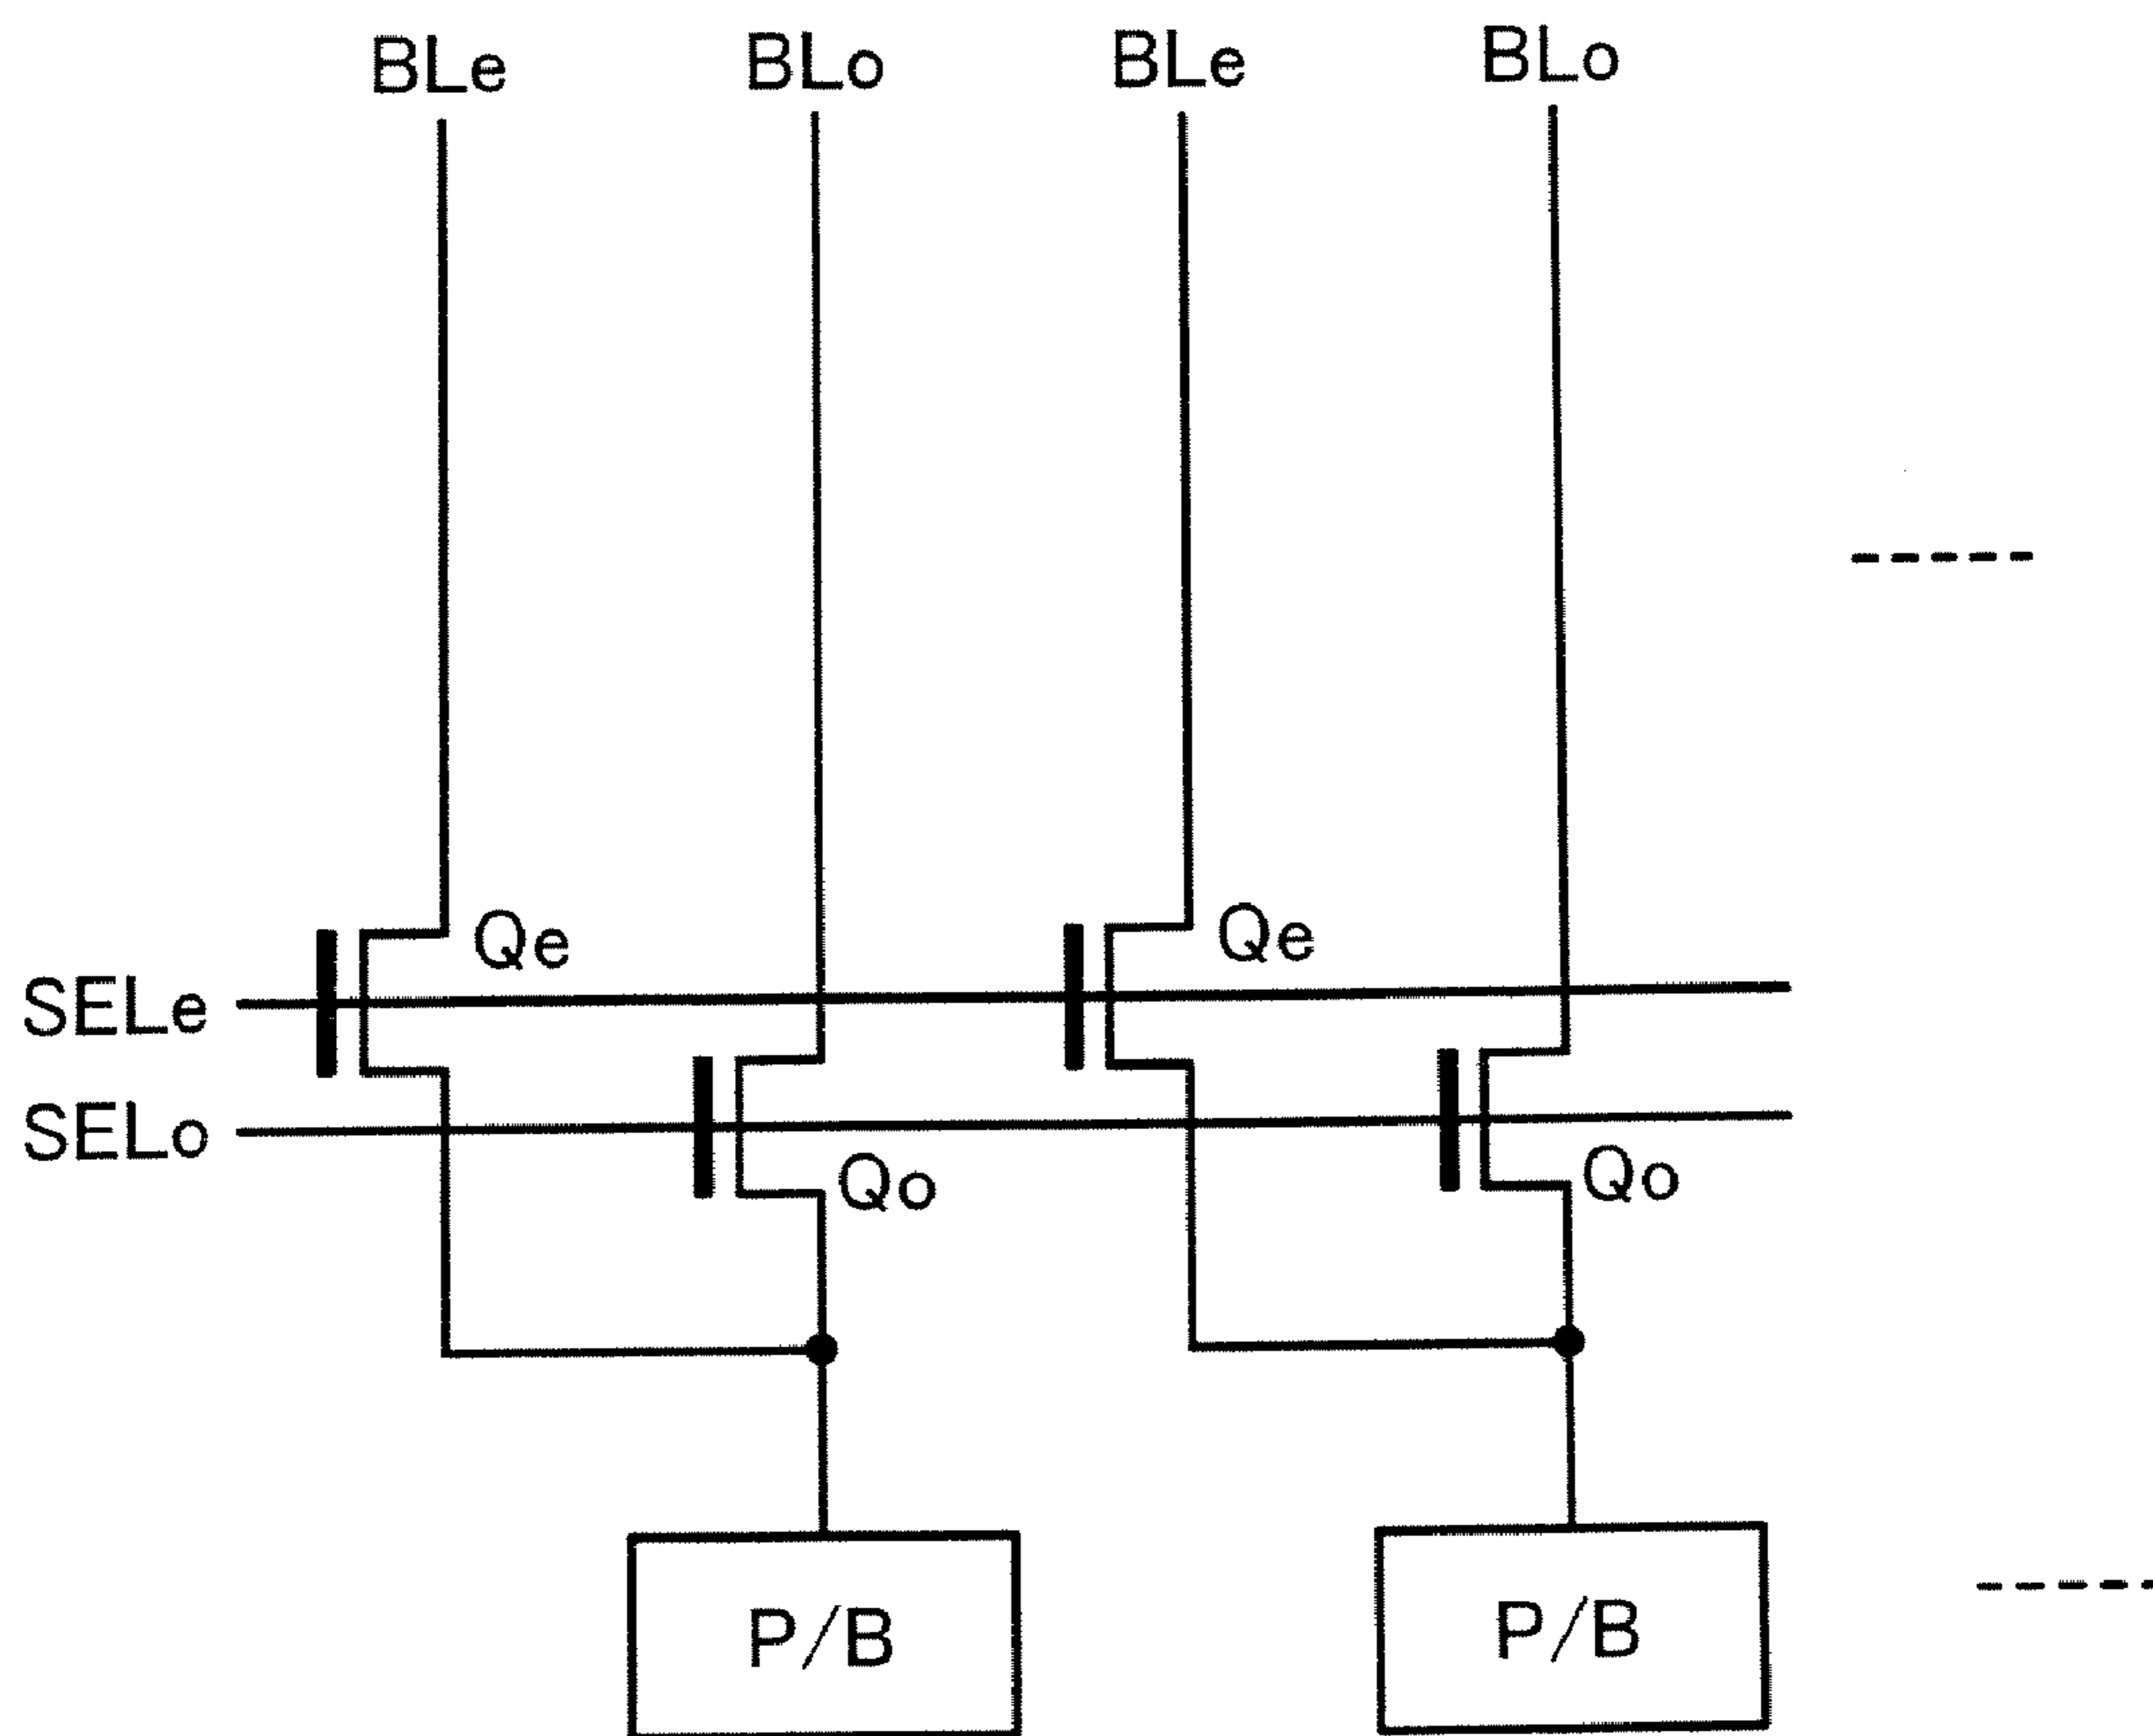 BLe BLo BLe BLo
Qe Qe
SELe
SELo
Qo Qo
P/B P/B